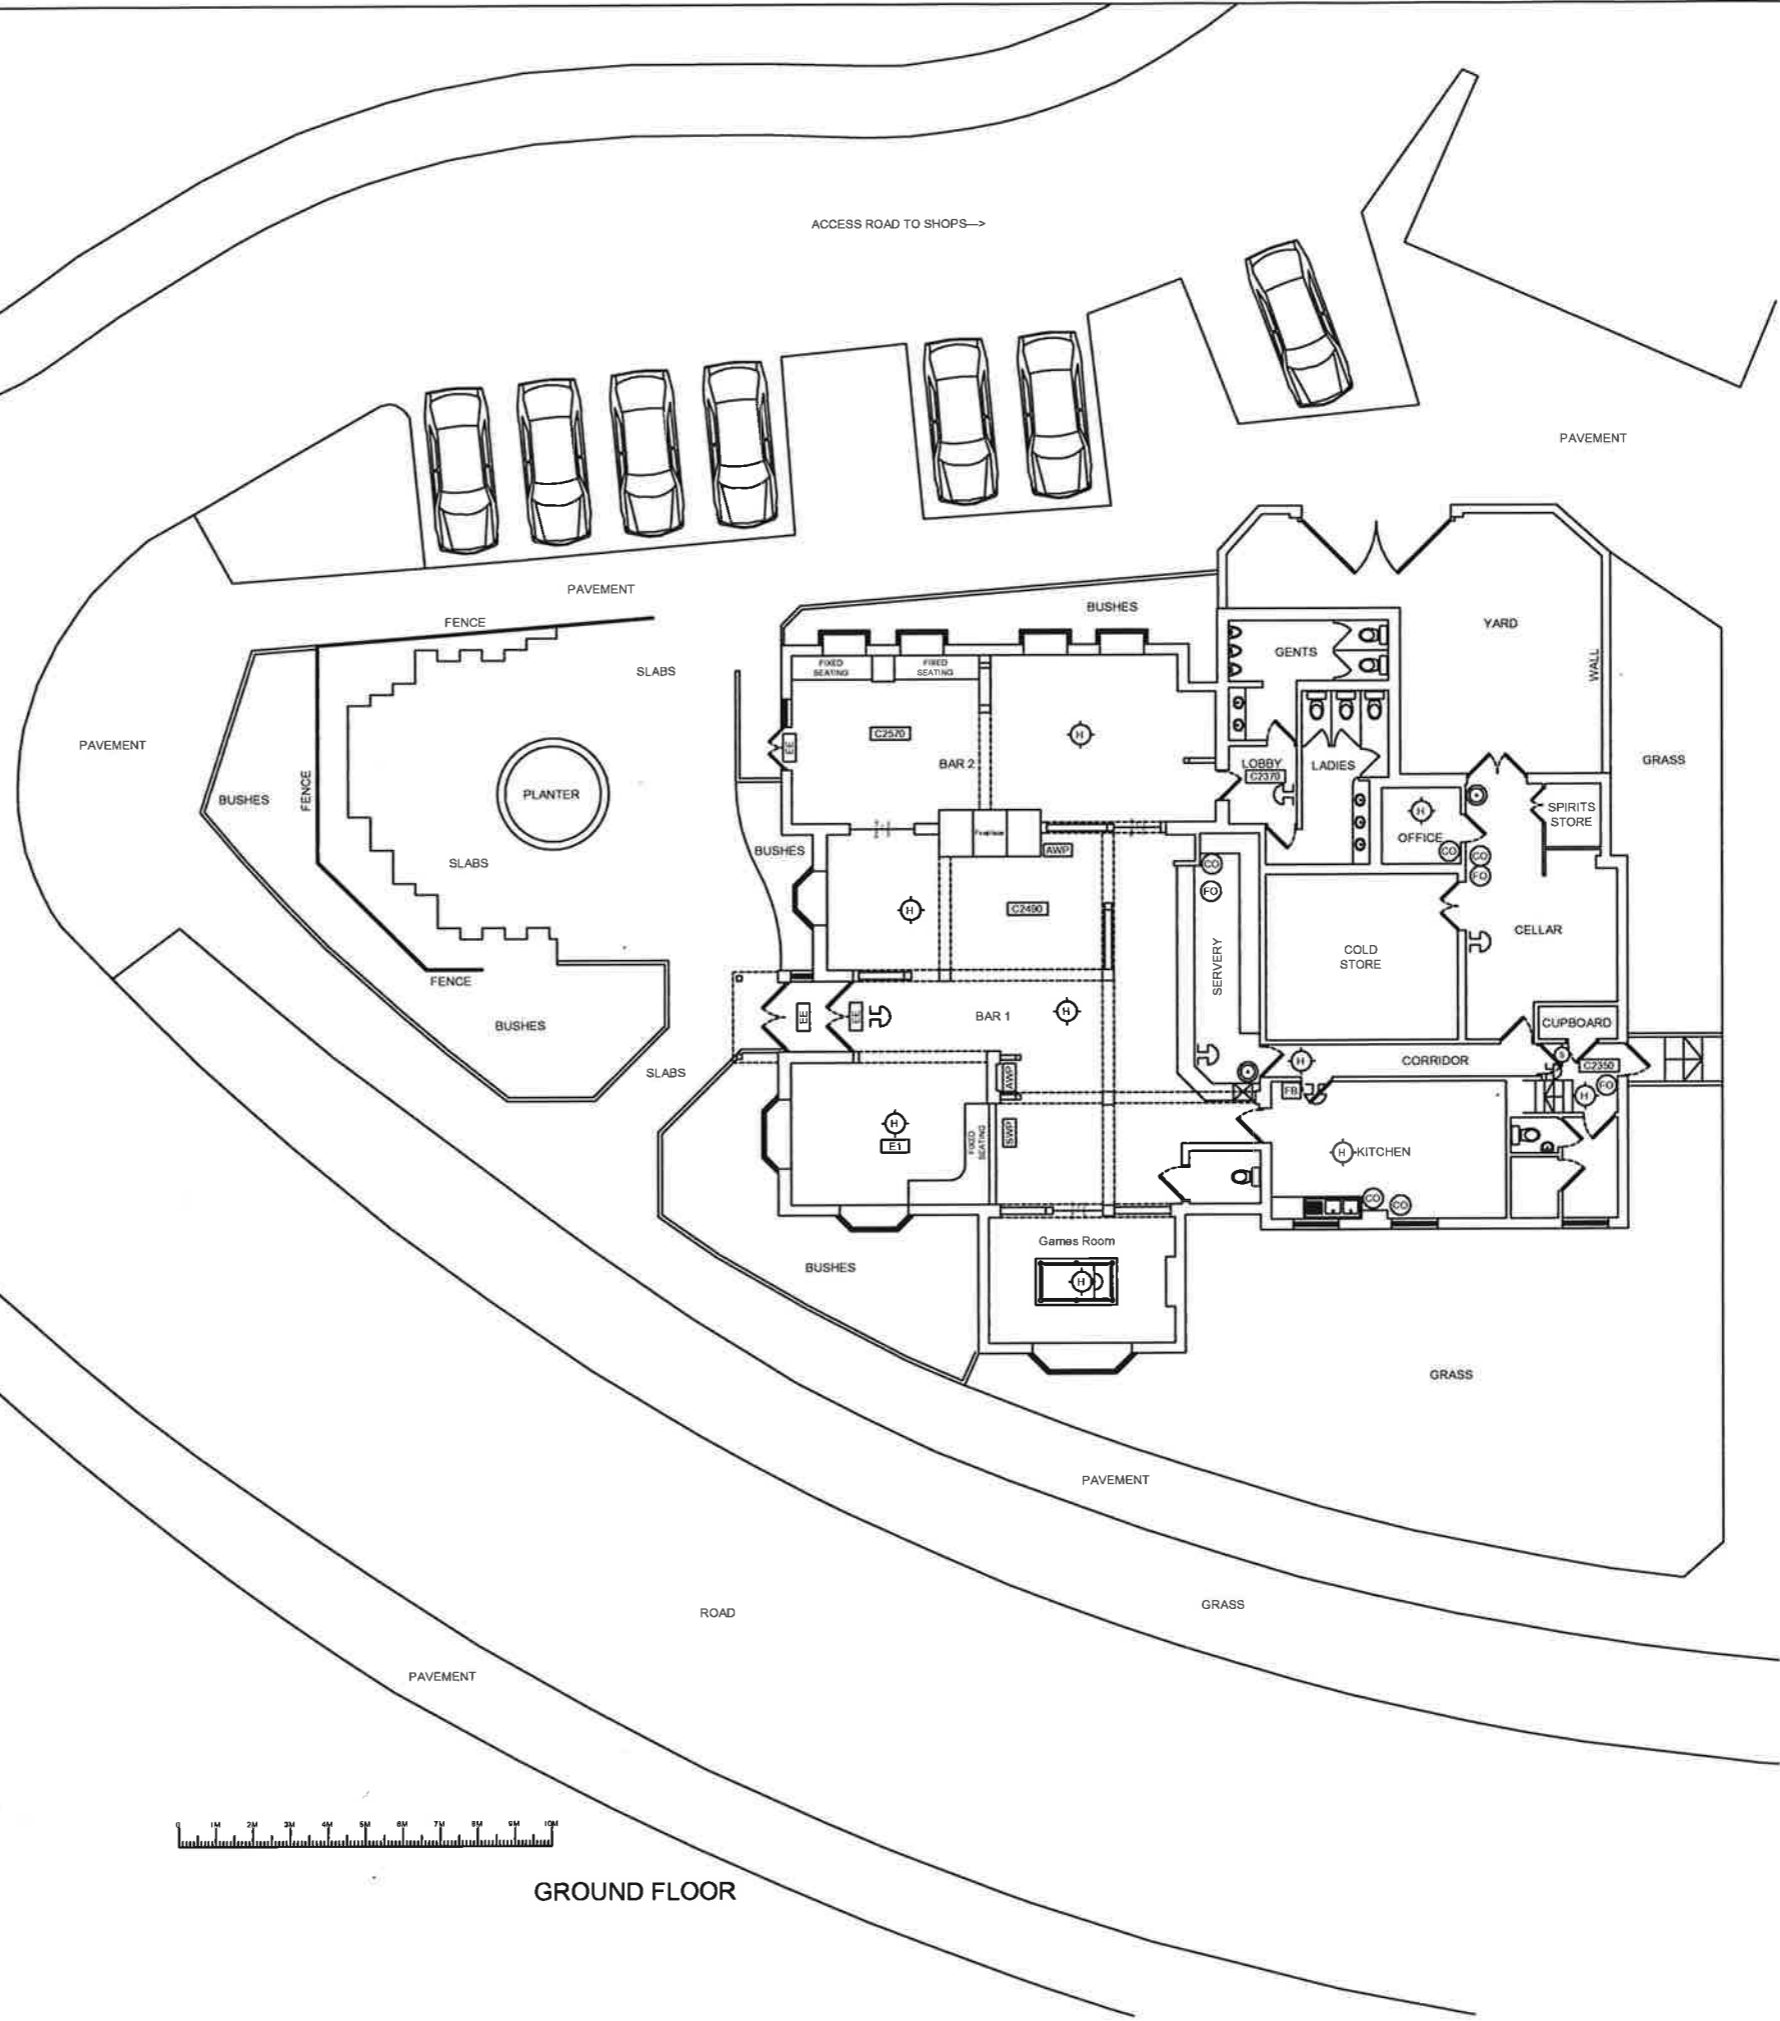 ACCESS ROAD TO SHOPS—>
PAVEMENT
PAVEMENT
FENCE
BUSHES
GENTS
YARD
WALL
SLABS
FIXED
SEATING
FIXED
SEATING
C2570
H
EE
BAR 2
LOBBY
C2370
LADIES
PAVEMENT
GRASS
FENCE
BUSHES
PLANTER
SPIRITS
STORE
H
OFFICE
CO
CO
FO
BUSHES
Fireplace
AWP
SLABS
CO
FO
H
C2490
CELLAR
COLD
STORE
SERVERY
FENCE
EE
EE
BAR 1
H
BUSHES
CUPBOARD
CORRIDOR
H
S
C2350
SLABS
AWP
FB
H
FO
H
E1
FIXED
SEATING
SWP
H
KITCHEN
CO
CO
Games Room
H
BUSHES
GRASS
PAVEMENT
GRASS
ROAD
PAVEMENT
0 1M 2M 3M 4M 5M 6M 7M 8M 9M 10M
GROUND FLOOR